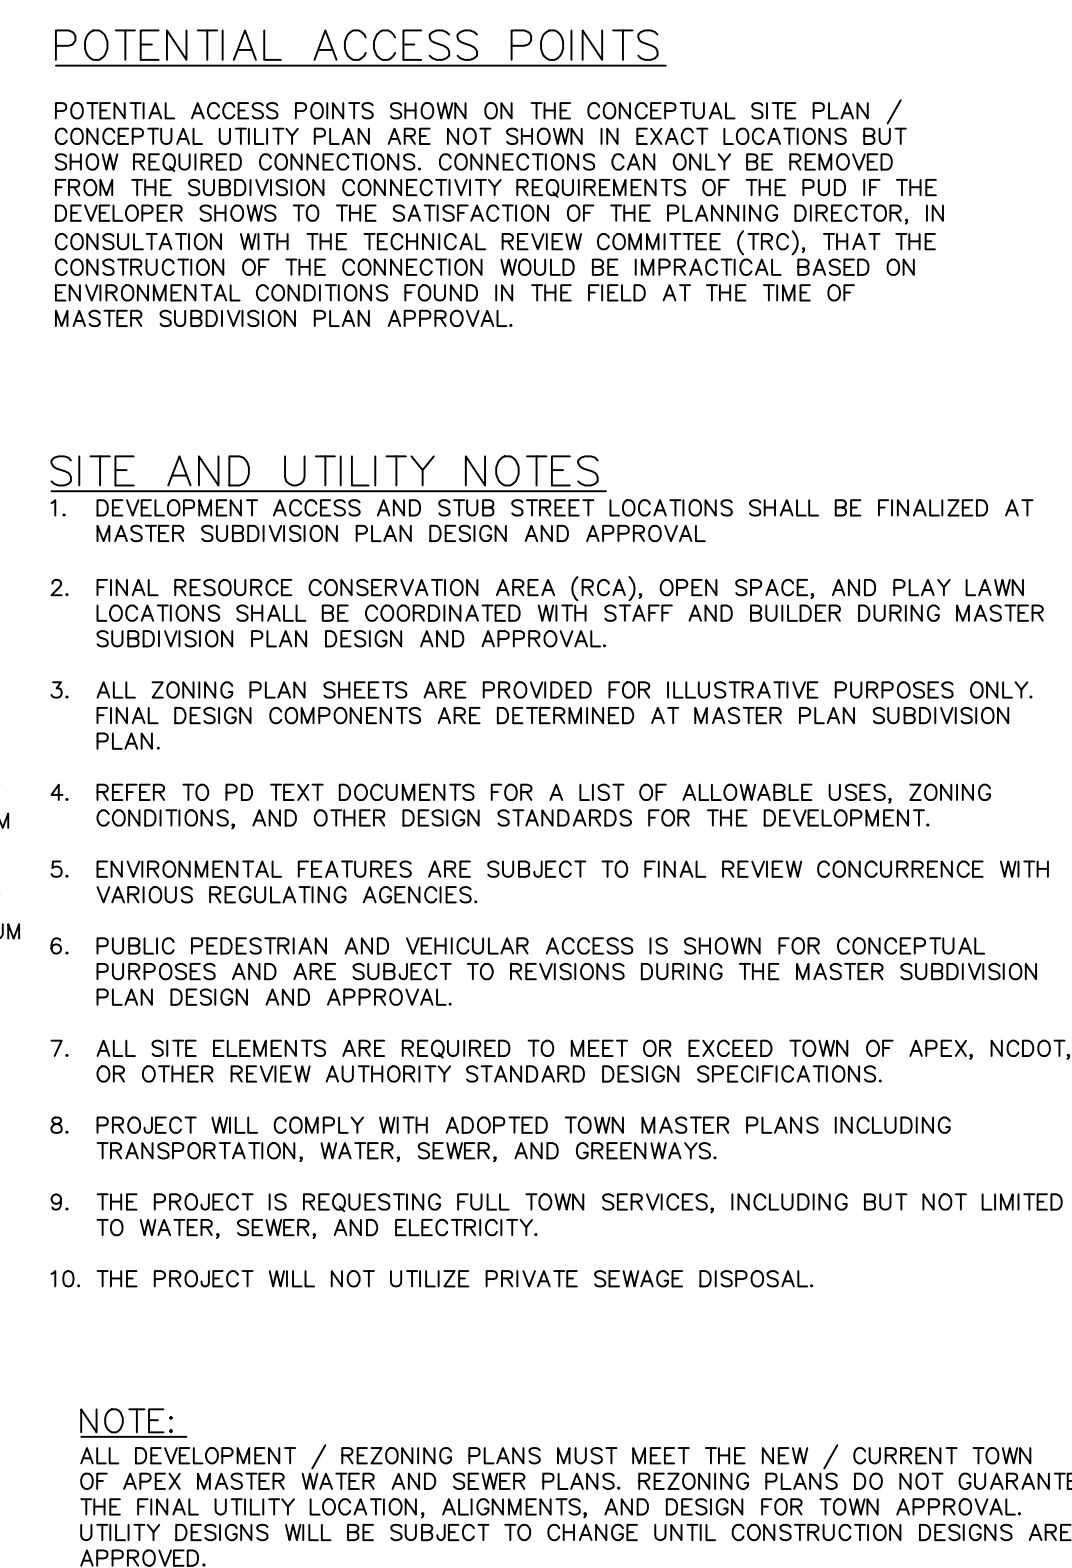 POTENTIAL ACCESS POINTS
POTENTIAL ACCESS POINTS SHOWN ON THE CONCEPTUAL SITE PLAN /
CONCEPTUAL UTILITY PLAN ARE NOT SHOWN IN EXACT LOCATIONS BUT
SHOW REQUIRED CONNECTIONS. CONNECTIONS CAN ONLY BE REMOVED
FROM THE SUBDIVISION CONNECTIVITY REQUIREMENTS OF THE PUD IF THE
DEVELOPER SHOWS TO THE SATISFACTION OF THE PLANNING DIRECTOR, IN
CONSULTATION WITH THE TECHNICAL REVIEW COMMITTEE (TRC), THAT THE
CONSTRUCTION OF THE CONNECTION WOULD BE IMPRACTICAL BASED ON
ENVIRONMENTAL CONDITIONS FOUND IN THE FIELD AT THE TIME OF
MASTER SUBDIVISION PLAN APPROVAL.
SITE AND UTILITY NOTES
1. DEVELOPMENT ACCESS AND STUB STREET LOCATIONS SHALL BE FINALIZED AT
MASTER SUBDIVISION PLAN DESIGN AND APPROVAL
2. FINAL RESOURCE CONSERVATION AREA (RCA), OPEN SPACE, AND PLAY LAWN
LOCATIONS SHALL BE COORDINATED WITH STAFF AND BUILDER DURING MASTER
SUBDIVISION PLAN DESIGN AND APPROVAL.
3. ALL ZONING PLAN SHEETS ARE PROVIDED FOR ILLUSTRATIVE PURPOSES ONLY.
FINAL DESIGN COMPONENTS ARE DETERMINED AT MASTER PLAN SUBDIVISION
PLAN.
4. REFER TO PD TEXT DOCUMENTS FOR A LIST OF ALLOWABLE USES, ZONING
CONDITIONS, AND OTHER DESIGN STANDARDS FOR THE DEVELOPMENT.
5. ENVIRONMENTAL FEATURES ARE SUBJECT TO FINAL REVIEW CONCURRENCE WITH
VARIOUS REGULATING AGENCIES.
6. PUBLIC PEDESTRIAN AND VEHICULAR ACCESS IS SHOWN FOR CONCEPTUAL
PURPOSES AND ARE SUBJECT TO REVISIONS DURING THE MASTER SUBDIVISION
PLAN DESIGN AND APPROVAL.
7. ALL SITE ELEMENTS ARE REQUIRED TO MEET OR EXCEED TOWN OF APEX, NCDOT,
OR OTHER REVIEW AUTHORITY STANDARD DESIGN SPECIFICATIONS.
8. PROJECT WILL COMPLY WITH ADOPTED TOWN MASTER PLANS INCLUDING
TRANSPORTATION, WATER, SEWER, AND GREENWAYS.
9. THE PROJECT IS REQUESTING FULL TOWN SERVICES, INCLUDING BUT NOT LIMITED
TO WATER, SEWER, AND ELECTRICITY.
10. THE PROJECT WILL NOT UTILIZE PRIVATE SEWAGE DISPOSAL.
NOTE:
ALL DEVELOPMENT / REZONING PLANS MUST MEET THE NEW / CURRENT TOWN
OF APEX MASTER WATER AND SEWER PLANS. REZONING PLANS DO NOT GUARANTE
THE FINAL UTILITY LOCATION, ALIGNMENTS, AND DESIGN FOR TOWN APPROVAL.
UTILITY DESIGNS WILL BE SUBJECT TO CHANGE UNTIL CONSTRUCTION DESIGNS ARE
APPROVED.